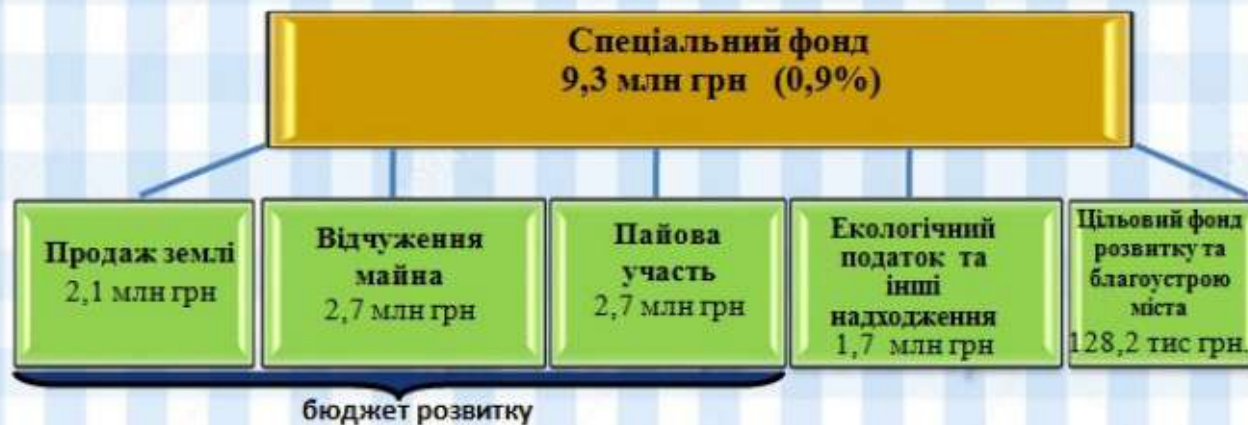 Спеціальний фонд
9,3 млн грн (0,9%)
Продаж землі
2,1 млн грн
Відчуження
майна
2,7 млн грн
Пайова
участь
2,7 млн грн
Екологічний
податок та
інші
надходження
1,7 млн грн
Цільовий фонд
розвитку та
благоустрою
міста
128,2 тис грн.
бюджет розвитку